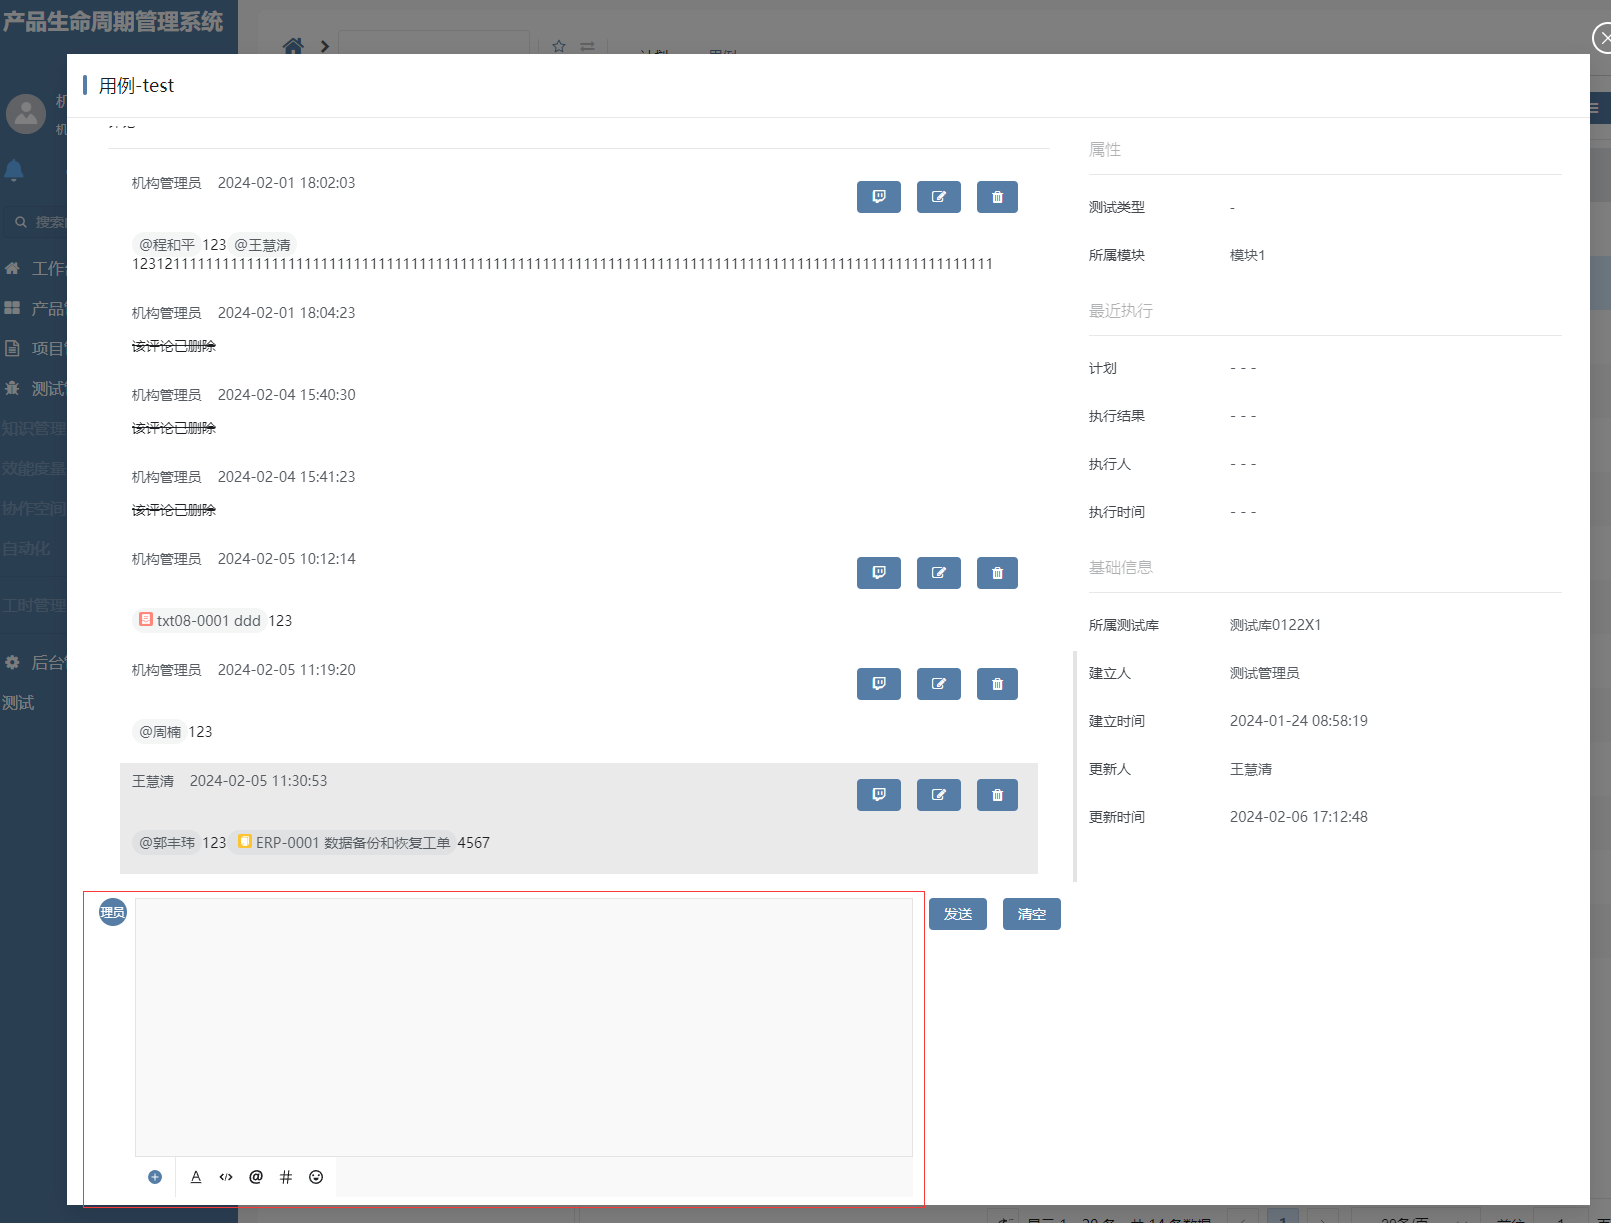 产品生命周期管理系统
用例-test
机构管理员 2024-02-01 18:02:03
@程和平 123 @王慧清
机构管理员 2024-02-01 18:04:23
该评论已删除
机构管理员 2024-02-04 15:40:30
该评论已删除
机构管理员 2024-02-04 15:41:23
该评论已删除
机构管理员 2024-02-05 10:12:14
txt08-0001 ddd 123
机构管理员 2024-02-05 11:19:20
@周楠 123
王慧清 2024-02-05 11:30:53
@郭丰玮 123 ERP-0001 数据备份和恢复工单 4567
理员
发送
清空
属性
测试类型 -
所属模块 模块1
最近执行
计划 - - -
执行结果 - - -
执行人 - - -
执行时间 - - -
基础信息
所属测试库 测试库0122X1
建立人 测试管理员
建立时间 2024-01-24 08:58:19
更新人 王慧清
更新时间 2024-02-06 17:12:48
搜索
工作
产品
项目
测试
知识管理
效能度量
协作空间
自动化
工时管理
后台
测试